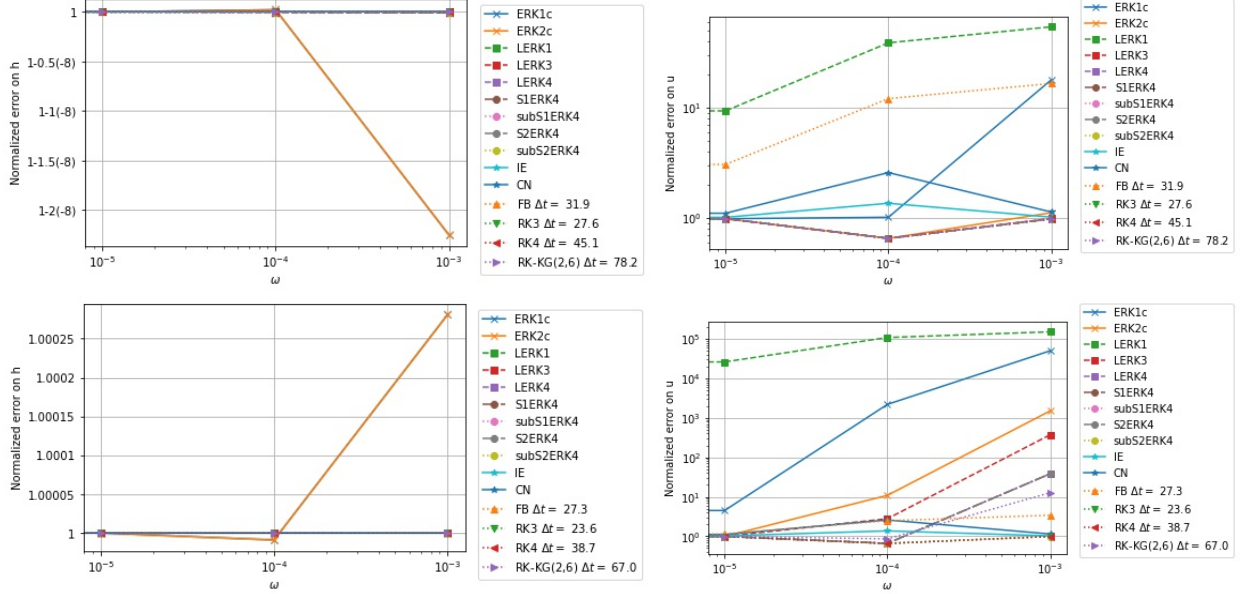 Normalized error on h
1
1-0.5(-8)
1-1(-8)
1-1.5(-8)
1-2(-8)
10⁻⁵
10⁻⁴
10⁻³
ω
ERK1c
ERK2c
LERK1
LERK3
LERK4
S1ERK4
subS1ERK4
S2ERK4
subS2ERK4
IE
CN
FB Δt = 31.9
RK3 Δt = 27.6
RK4 Δt = 45.1
RK-KG(2,6) Δt = 78.2
Normalized error on u
10¹
10⁰
10⁻⁵
10⁻⁴
10⁻³
ω
ERK1c
ERK2c
LERK1
LERK3
LERK4
S1ERK4
subS1ERK4
S2ERK4
subS2ERK4
IE
CN
FB Δt = 31.9
RK3 Δt = 27.6
RK4 Δt = 45.1
RK-KG(2,6) Δt = 78.2
Normalized error on h
1.00025
1.0002
1.00015
1.0001
1.00005
1
10⁻⁵
10⁻⁴
10⁻³
ω
ERK1c
ERK2c
LERK1
LERK3
LERK4
S1ERK4
subS1ERK4
S2ERK4
subS2ERK4
IE
CN
FB Δt = 27.3
RK3 Δt = 23.6
RK4 Δt = 38.7
RK-KG(2,6) Δt = 67.0
Normalized error on u
10⁵
10⁴
10³
10²
10¹
10⁰
10⁻⁵
10⁻⁴
10⁻³
ω
ERK1c
ERK2c
LERK1
LERK3
LERK4
S1ERK4
subS1ERK4
S2ERK4
subS2ERK4
IE
CN
FB Δt = 27.3
RK3 Δt = 23.6
RK4 Δt = 38.7
RK-KG(2,6) Δt = 67.0